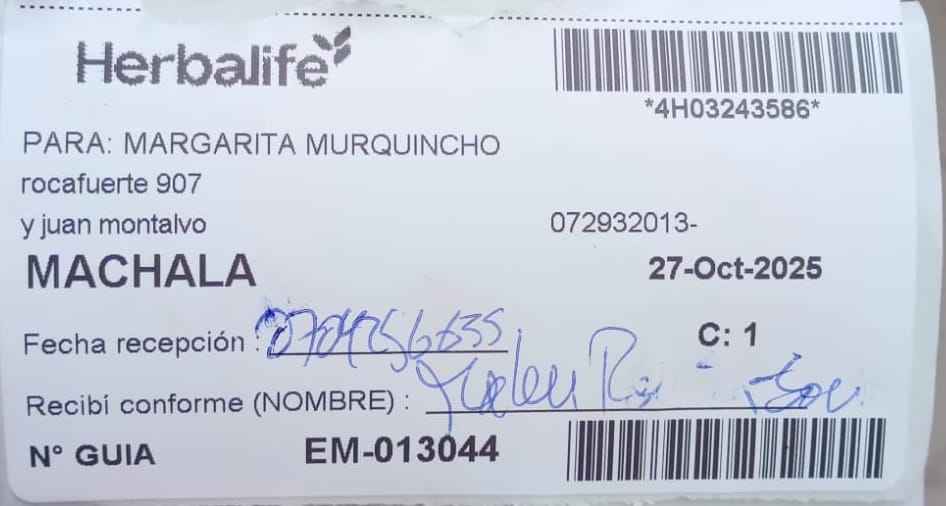 Herbalife
*4H03243586*
PARA: MARGARITA MURQUINCHO
rocafuerte 907
y juan montalvo 072932013-
MACHALA 27-Oct-2025
Fecha recepción :
C: 1
Recibí conforme (NOMBRE) :
N° GUIA EM-013044